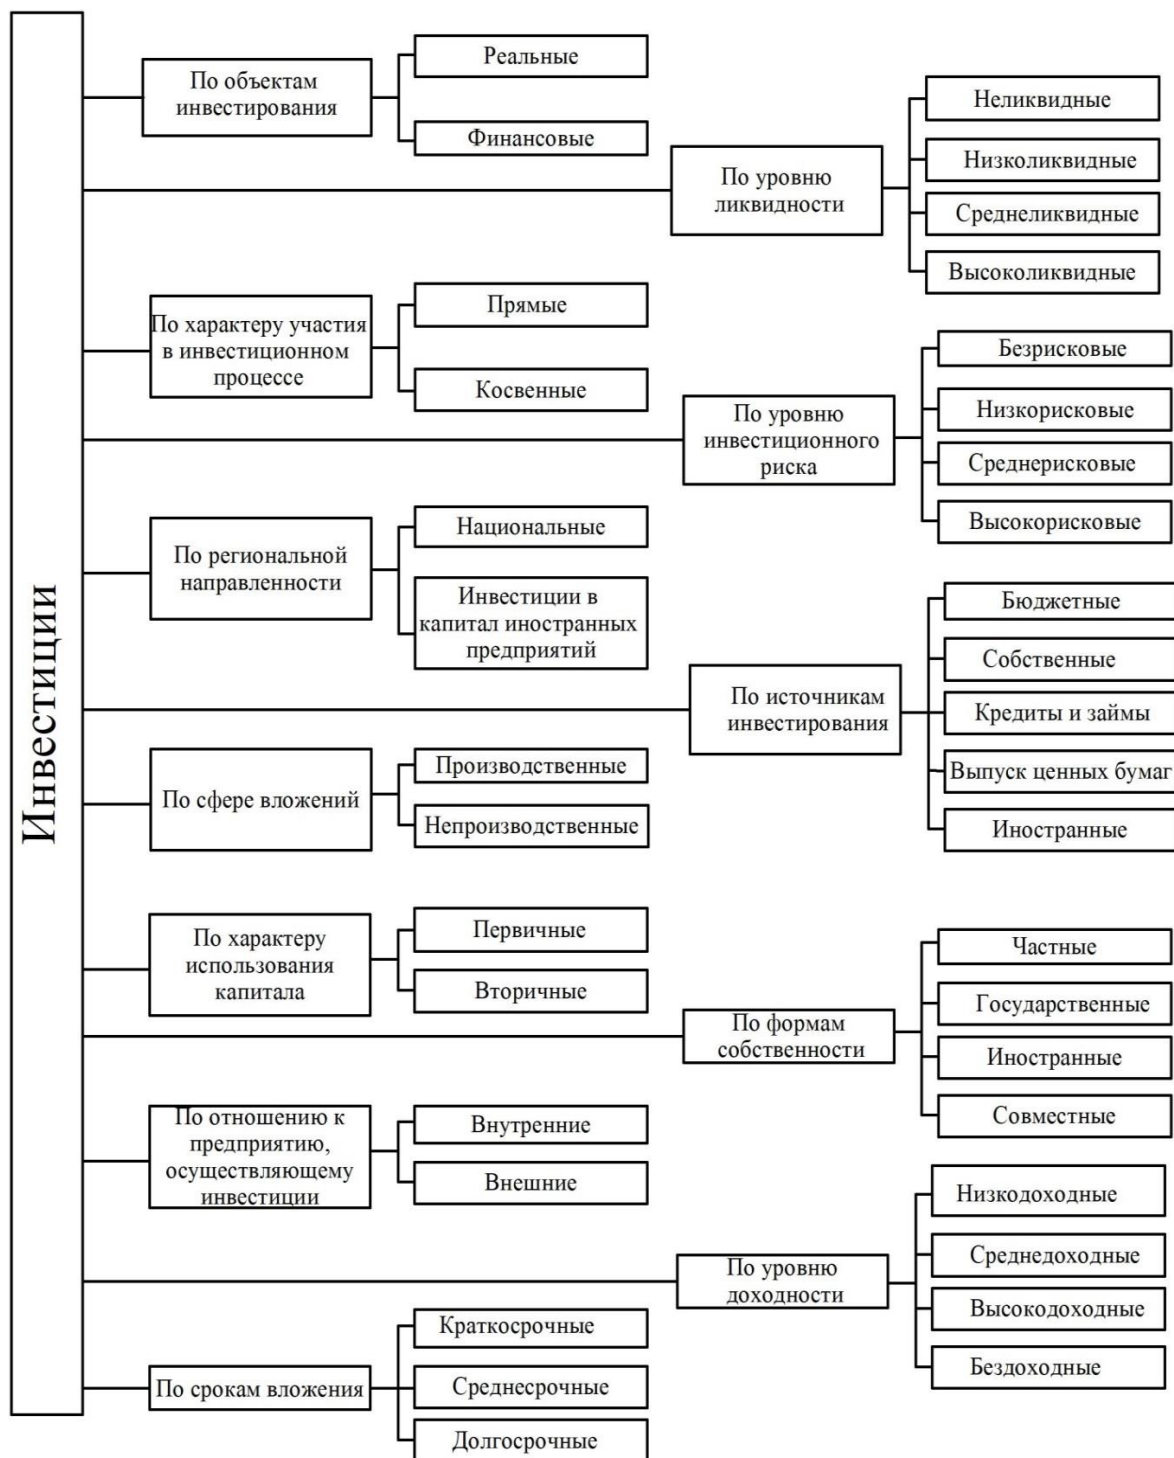 Инвестиции
По объектам
инвестирования
Реальные
Финансовые
По уровню
ликвидности
Неликвидные
Низколиквидные
Среднеликвидные
Высоколиквидные
По характеру участия
в инвестиционном
процессе
Прямые
Косвенные
По уровню
инвестиционного
риска
Безрисковые
Низкорисковые
Среднерисковые
Высокорисковые
По региональной
направленности
Национальные
Инвестиции в
капитал иностранных
предприятий
По источникам
инвестирования
Бюджетные
Собственные
Кредиты и займы
Выпуск ценных бумаг
Иностранные
По сфере вложений
Производственные
Непроизводственные
По характеру
использования
капитала
Первичные
Вторичные
По формам
собственности
Частные
Государственные
Иностранные
Совместные
По отношению к
предприятию,
осуществляющему
инвестиции
Внутренние
Внешние
По уровню
доходности
Низкодоходные
Среднедоходные
Высокодоходные
Бездоходные
По срокам вложения
Краткосрочные
Среднесрочные
Долгосрочные